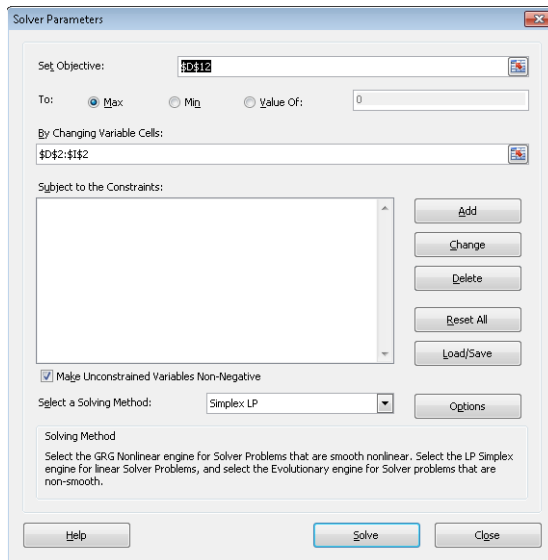 Solver Parameters
Set Objective:
$D$12
To:
Max
Min
Value Of:
0
By Changing Variable Cells:
$D$2:$I$2
Subject to the Constraints:
Add
Change
Delete
Reset All
Load/Save
Make Unconstrained Variables Non-Negative
Select a Solving Method:
Simplex LP
Options
Solving Method
Select the GRG Nonlinear engine for Solver Problems that are smooth nonlinear. Select the LP Simplex
engine for linear Solver Problems, and select the Evolutionary engine for Solver problems that are
non-smooth.
Help
Solve
Close